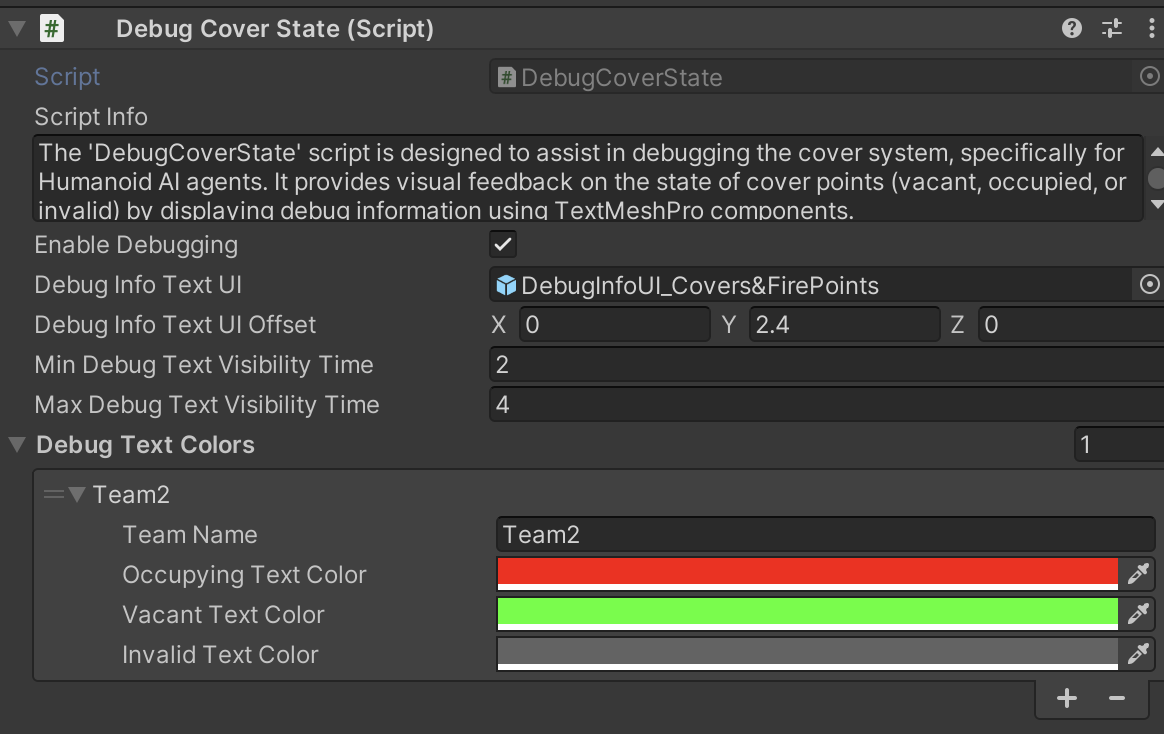 Debug Cover State (Script)
Script DebugCoverState
Script Info
The 'DebugCoverState' script is designed to assist in debugging the cover system, specifically for
Humanoid AI agents. It provides visual feedback on the state of cover points (vacant, occupied, or
invalid) by displaying debug information using TextMeshPro components.
Enable Debugging
Debug Info Text UI DebugInfoUI_Covers&FirePoints
Debug Info Text UI Offset X 0 Y 2.4 Z 0
Min Debug Text Visibility Time 2
Max Debug Text Visibility Time 4
Debug Text Colors 1
Team2
Team Name Team2
Occupying Text Color
Vacant Text Color
Invalid Text Color